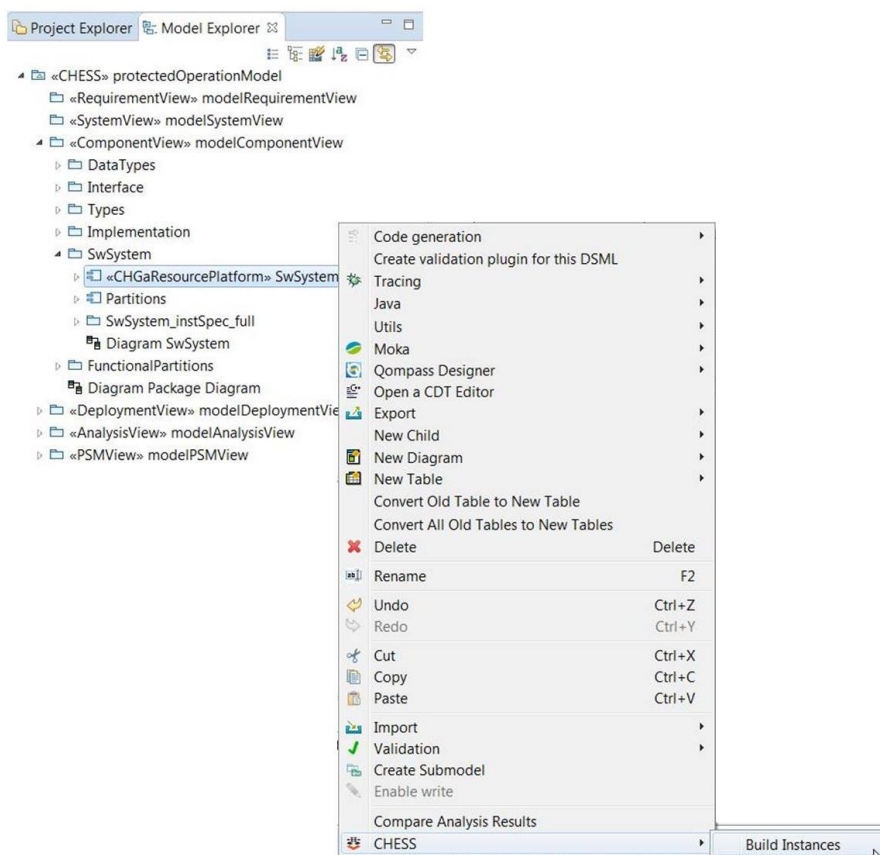 Project Explorer Model Explorer
«CHESS» protectedOperationModel
«RequirementView» modelRequirementView
«SystemView» modelSystemView
«ComponentView» modelComponentView
DataTypes
Interface
Types
Implementation
SwSystem
«CHGaResourcePlatform» SwSystem
Partitions
SwSystem_instSpec_full
Diagram SwSystem
FunctionalPartitions
Diagram Package Diagram
«DeploymentView» modelDeploymentVie
«AnalysisView» modelAnalysisView
«PSMView» modelPSMView
Code generation
Create validation plugin for this DSML
Tracing
Java
Utils
Moka
Qompass Designer
Open a CDT Editor
Export
New Child
New Diagram
New Table
Convert Old Table to New Table
Convert All Old Tables to New Tables
Delete Delete
Rename F2
Undo Ctrl+Z
Redo Ctrl+Y
Cut Ctrl+X
Copy Ctrl+C
Paste Ctrl+V
Import
Validation
Create Submodel
Enable write
Compare Analysis Results
CHESS Build Instances